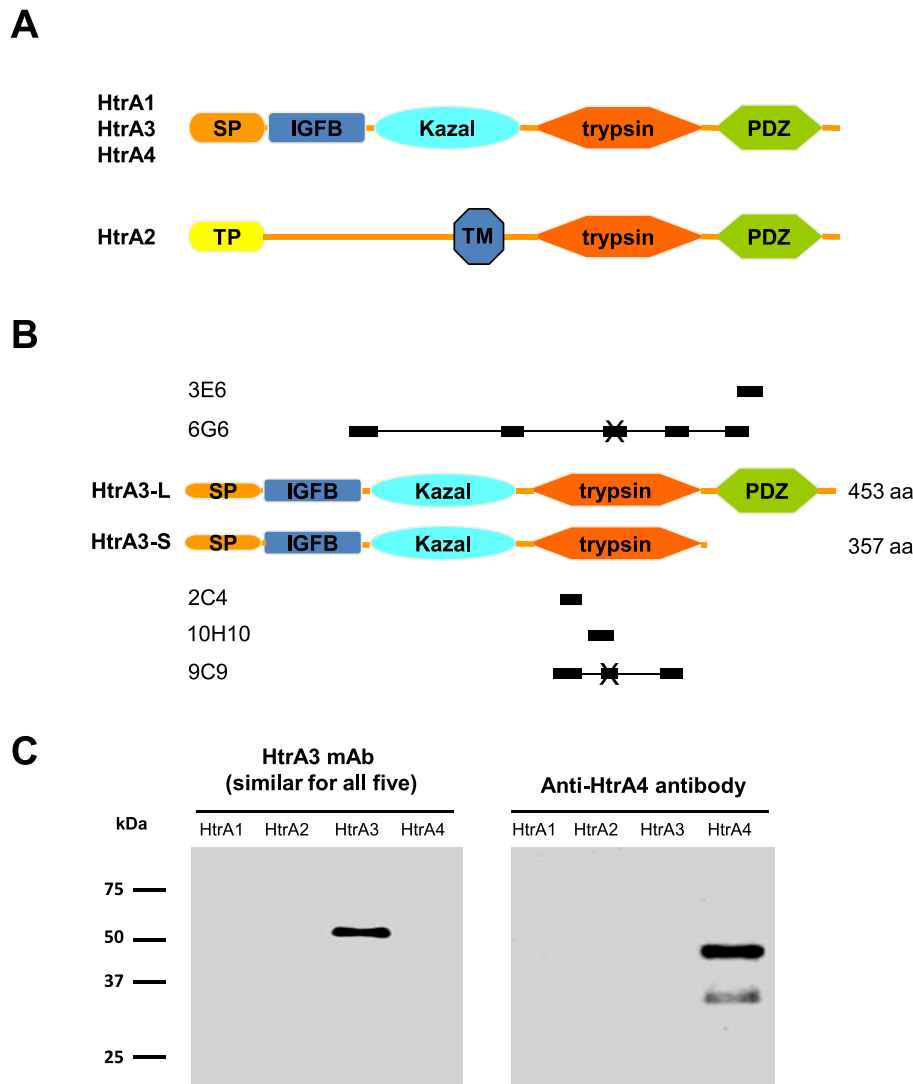 A
HtrA1
HtrA3
HtrA4
SP IGFB Kazal trypsin PDZ
HtrA2 TP TM trypsin PDZ
B
3E6
6G6
HtrA3-L SP IGFB Kazal trypsin PDZ 453 aa
HtrA3-S SP IGFB Kazal trypsin 357 aa
2C4
10H10
9C9
C
HtrA3 mAb
(similar for all five)
Anti-HtrA4 antibody
kDa HtrA1 HtrA2 HtrA3 HtrA4 HtrA1 HtrA2 HtrA3 HtrA4
75
50
37
25